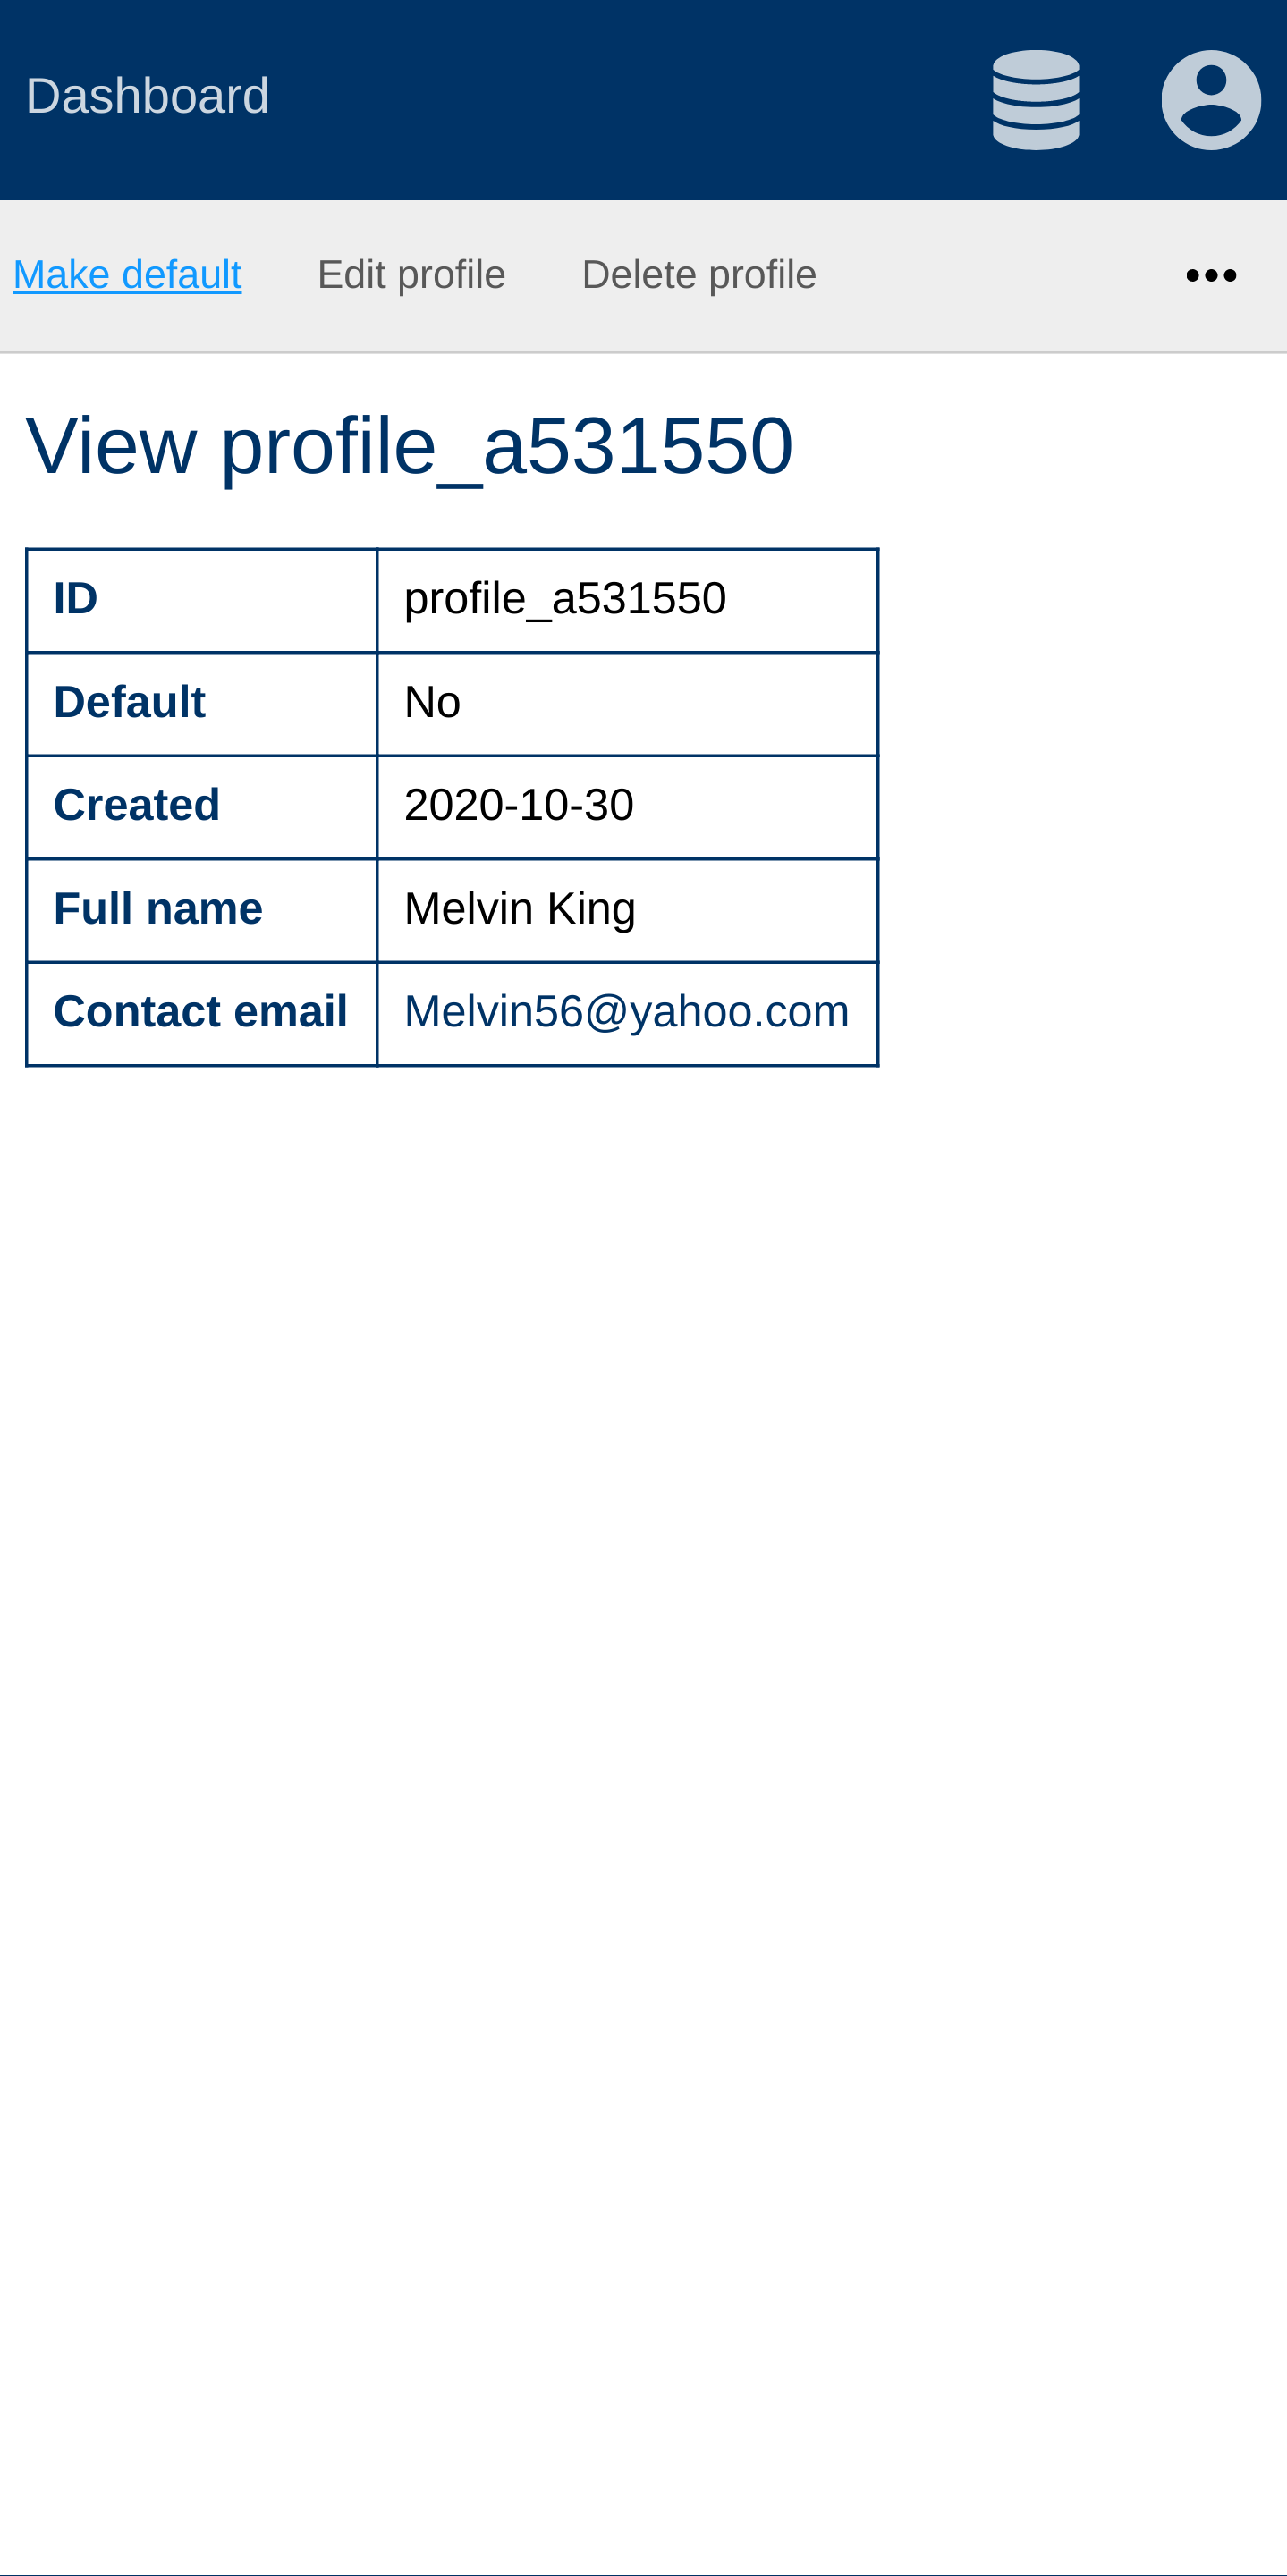 Dashboard
Make default Edit profile Delete profile
View profile_a531550
ID profile_a531550
Default No
Created 2020-10-30
Full name Melvin King
Contact email Melvin56@yahoo.com